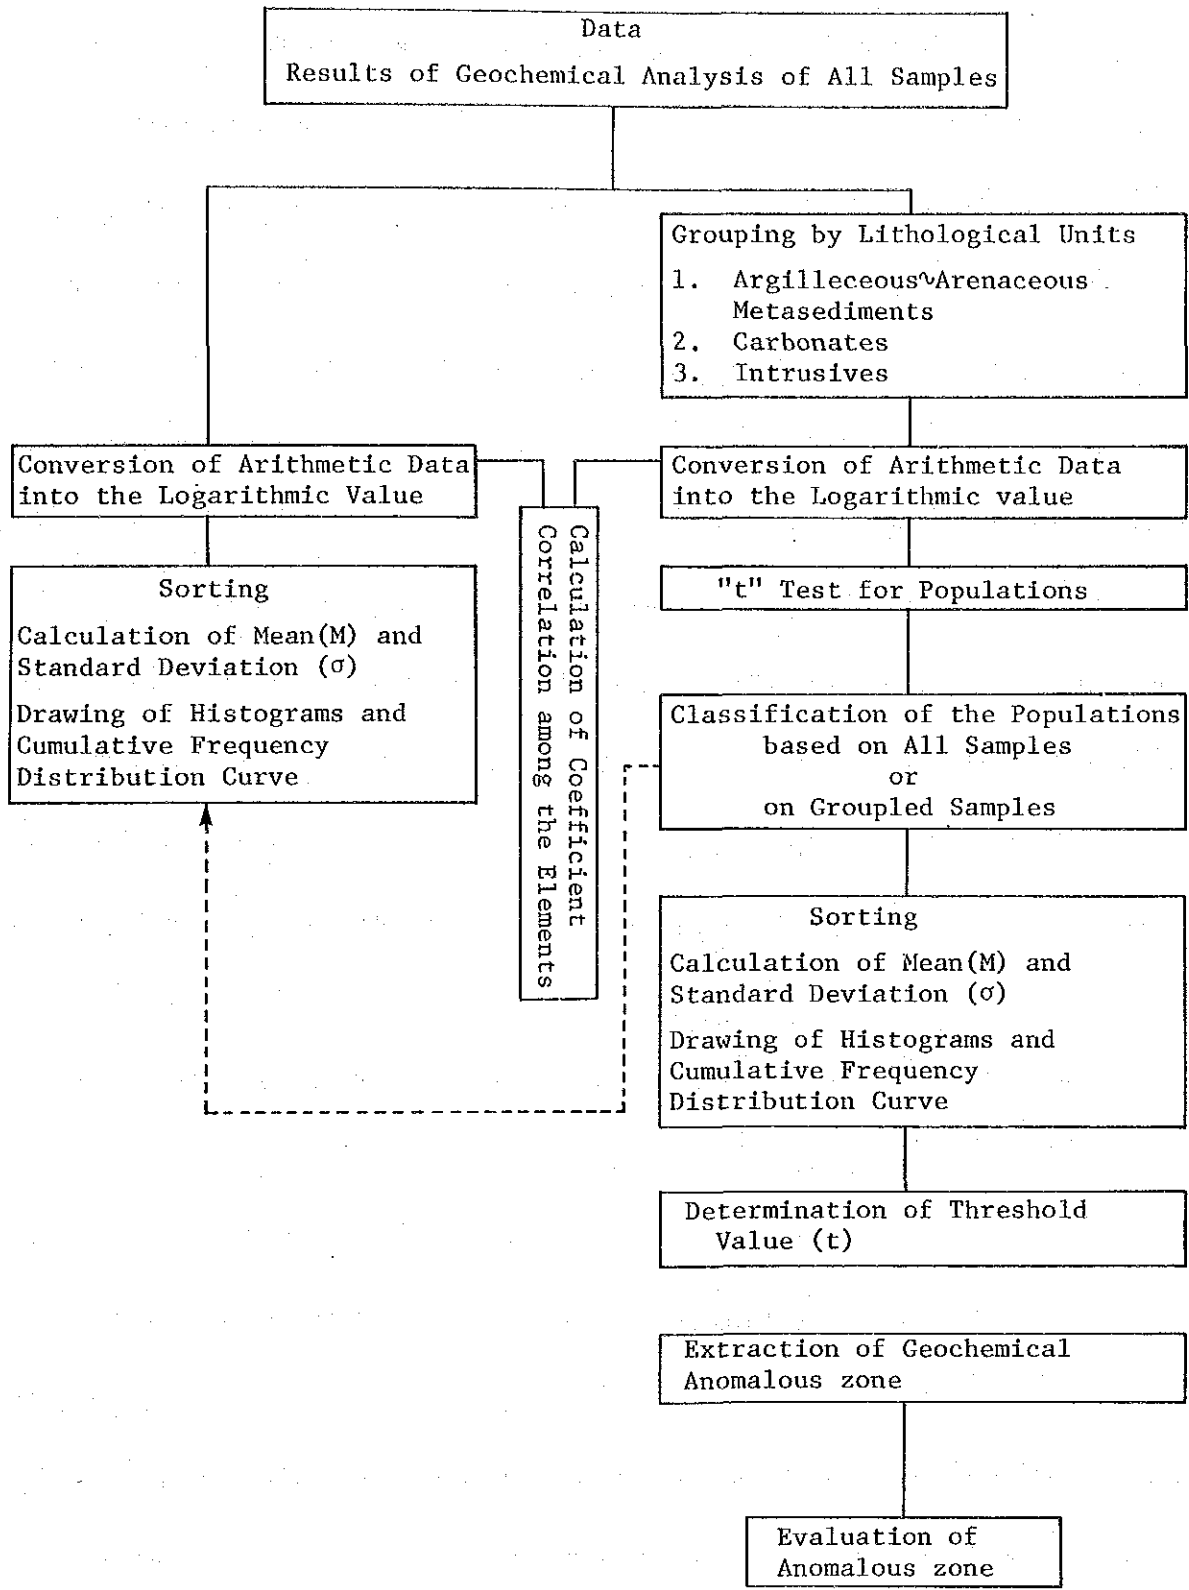 Data
Results of Geochemical Analysis of All Samples
Grouping by Lithological Units
1. Argilleceous~Arenaceous
Metasediments
2. Carbonates
3. Intrusives
Conversion of Arithmetic Data
into the Logarithmic Value
Calculation of Coefficient
Correlation among the Elements
Conversion of Arithmetic Data
into the Logarithmic value
Sorting
Calculation of Mean(M) and
Standard Deviation (σ)
Drawing of Histograms and
Cumulative Frequency
Distribution Curve
"t" Test for Populations
Classification of the Populations
based on All Samples
or
on Groupled Samples
Sorting
Calculation of Mean(M) and
Standard Deviation (σ)
Drawing of Histograms and
Cumulative Frequency
Distribution Curve
Determination of Threshold
Value (t)
Extraction of Geochemical
Anomalous zone
Evaluation of
Anomalous zone